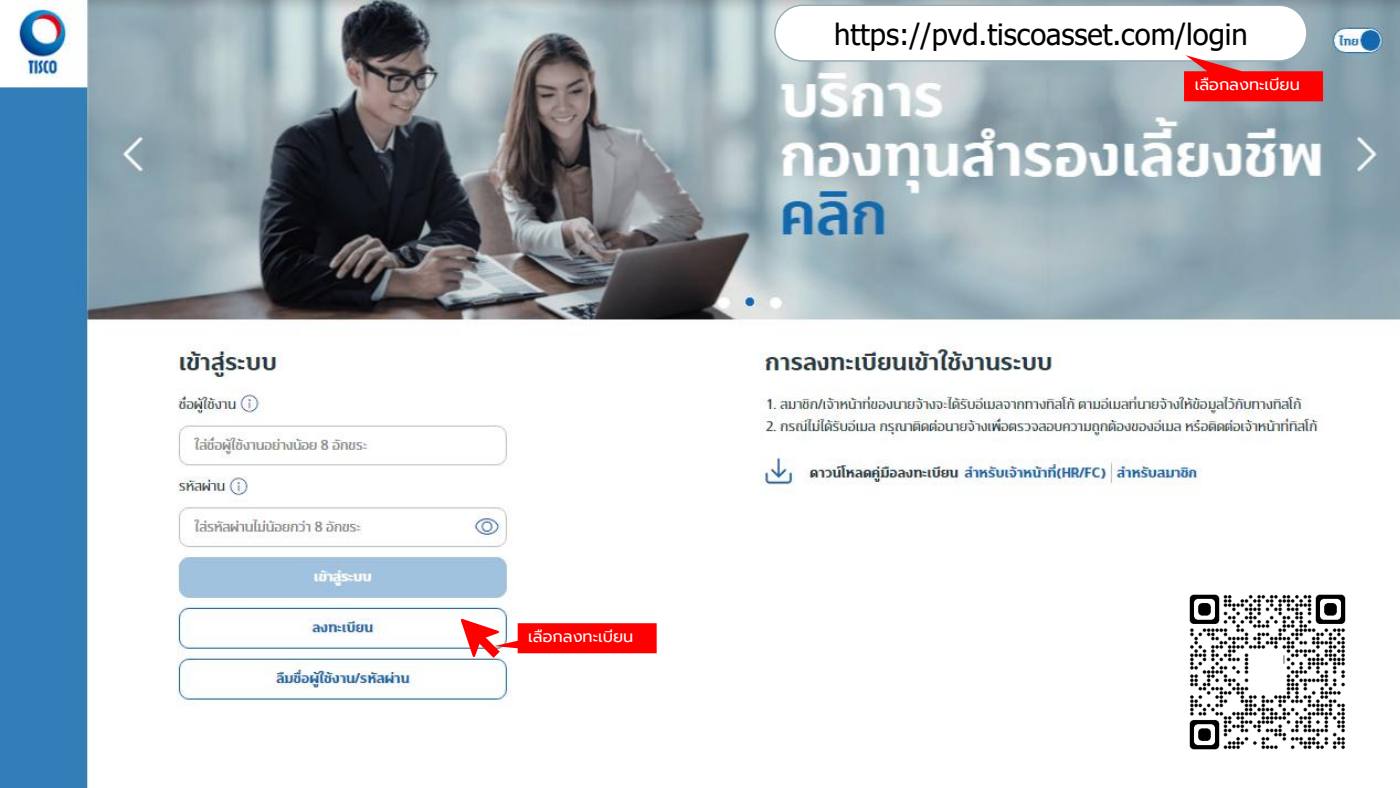 TISCO
https://pvd.tiscoasset.com/login
ไทย
เลือกลงทะเบียน
บริการ
กองทุนสำรองเลี้ยงชีพ
คลิก
เข้าสู่ระบบ
ชื่อผู้ใช้งาน
ใส่ชื่อผู้ใช้งานอย่างน้อย 8 อักขระ
รหัสผ่าน
ใส่รหัสผ่านไม่น้อยกว่า 8 อักขระ
เข้าสู่ระบบ
ลงทะเบียน
เลือกลงทะเบียน
ลืมชื่อผู้ใช้งาน/รหัสผ่าน
การลงทะเบียนเข้าใช้งานระบบ
1. สมาชิก/เจ้าหน้าที่ของนายจ้างจะได้รับอีเมลจากทางทิสโก้ ตามอีเมลที่นายจ้างให้ข้อมูลไว้กับทางทิสโก้
2. กรณีไม่ได้รับอีเมล กรุณาติดต่อนายจ้างเพื่อตรวจสอบความถูกต้องของอีเมล หรือติดต่อเจ้าหน้าที่ทิสโก้
ดาวน์โหลดคู่มือลงทะเบียน สำหรับเจ้าหน้าที่(HR/FC) | สำหรับสมาชิก